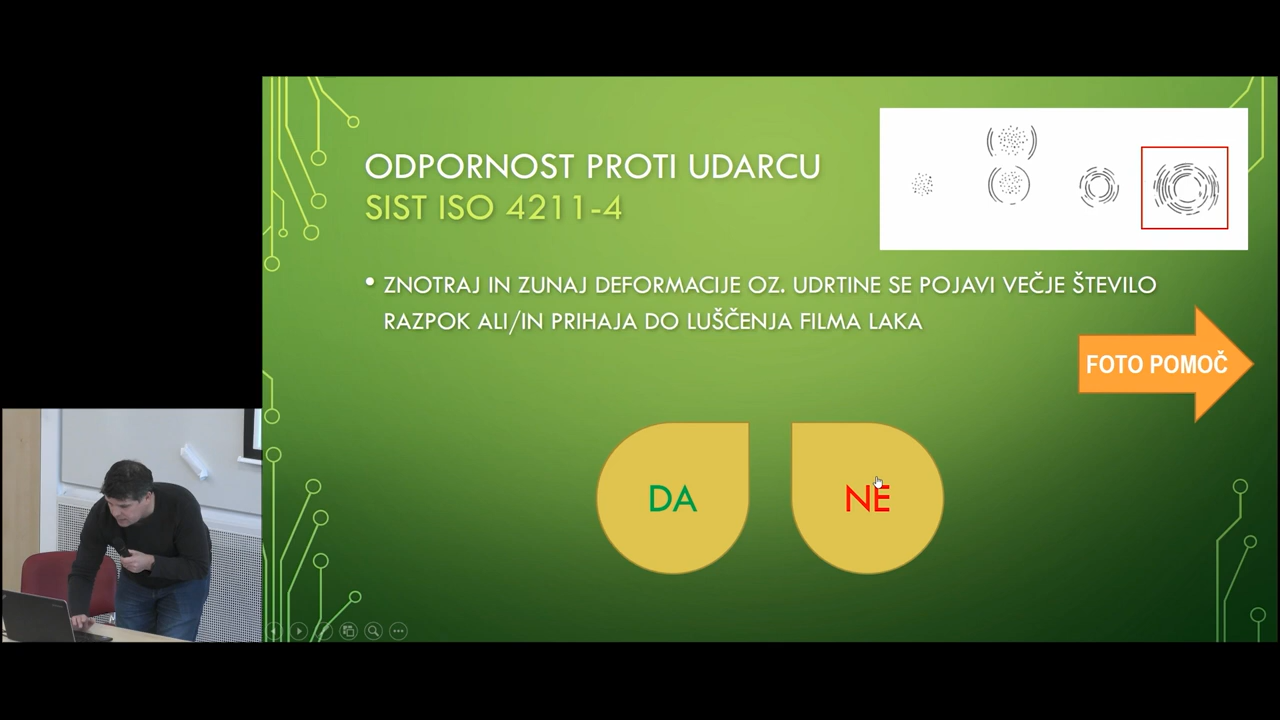 ODPORNOST PROTI UDARCU
SIST ISO 4211-4
• ZNOTRAJ IN ZUNAJ DEFORMACIJE OZ. UDRTINE SE POJAVI VEČJE ŠTEVILO
RAZPOK ALI/IN PRIHAJA DO LUŠČENJA FILMA LAKA
FOTO POMOČ
DA
NE